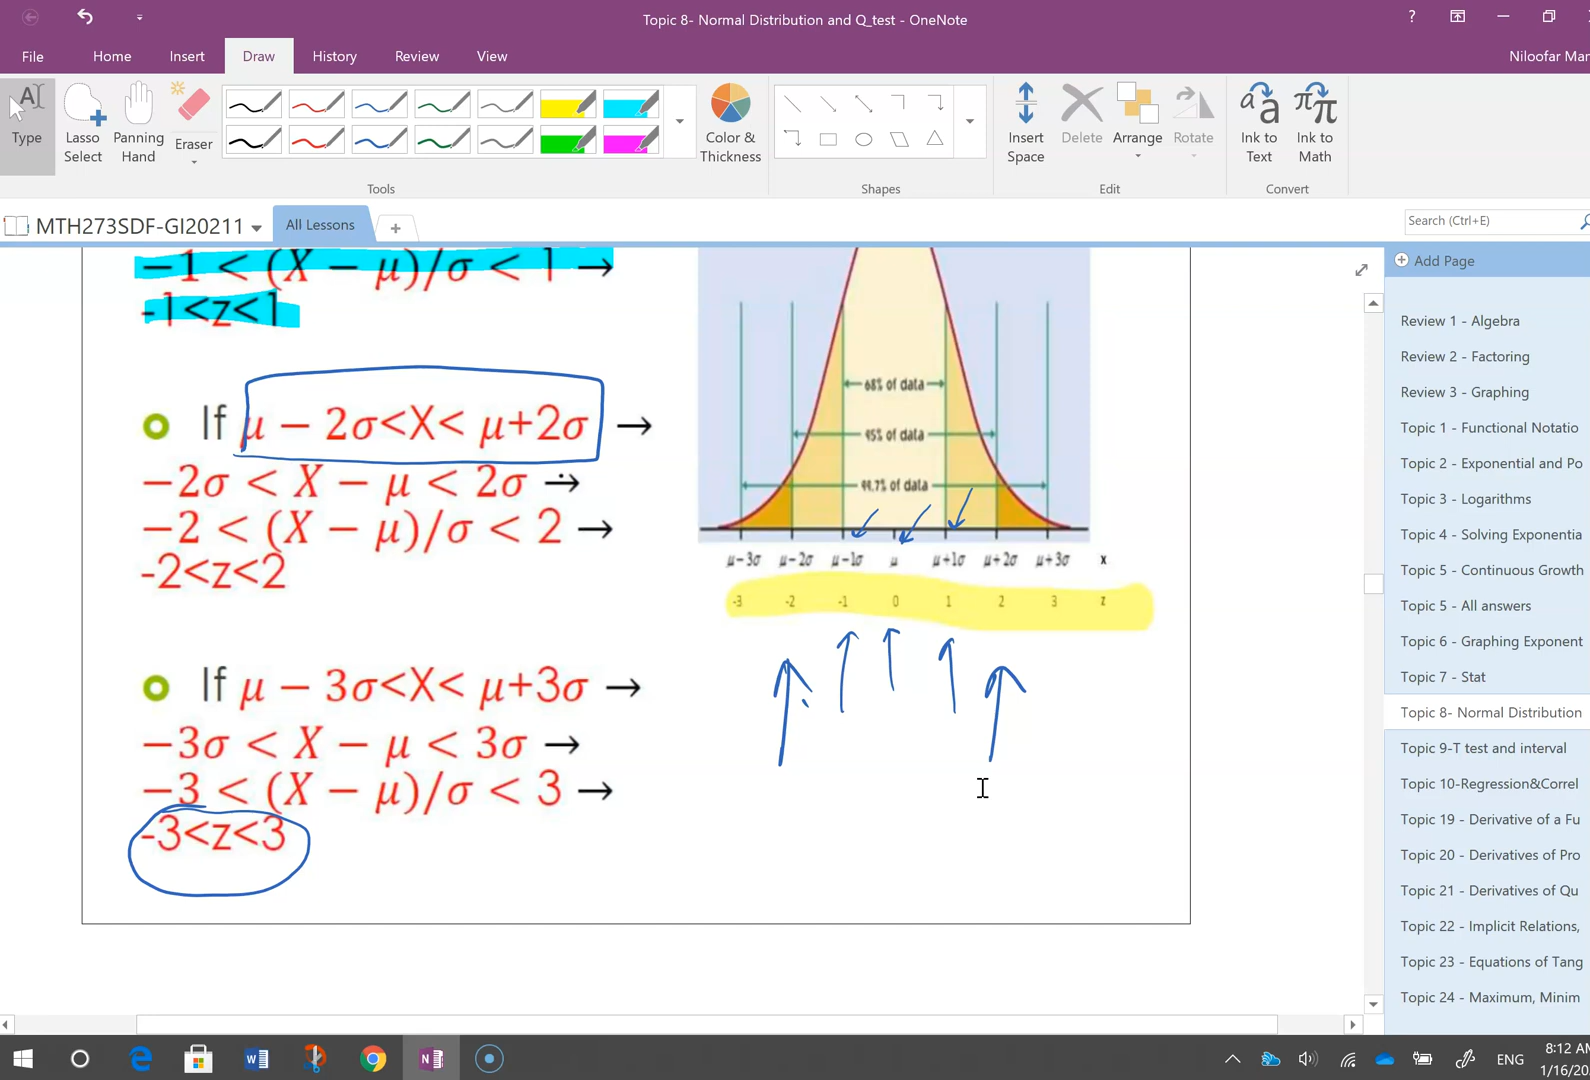 Topic 8- Normal Distribution and Q_test - OneNote
?
File
Home
Insert
Draw
History
Review
View
Niloofar Mar
Type
Lasso Select
Panning Hand
Eraser
Color & Thickness
Insert Space
Delete
Arrange
Rotate
Ink to Text
Ink to Math
Tools
Shapes
Edit
Convert
MTH273SDF-GI20211
All Lessons
+
Search (Ctrl+E)
−1 < (X − μ)/σ < 1 →
-1<z<1
If μ − 2σ<X< μ+2σ →
−2σ < X − μ < 2σ →
−2 < (X − μ)/σ < 2 →
-2<z<2
If μ − 3σ<X< μ+3σ →
−3σ < X − μ < 3σ →
−3 < (X − μ)/σ < 3 →
-3<z<3
68% of data
95% of data
99.7% of data
μ−3σ μ−2σ μ−1σ μ μ+1σ μ+2σ μ+3σ x
-3 -2 -1 0 1 2 3 z
Add Page
Review 1 - Algebra
Review 2 - Factoring
Review 3 - Graphing
Topic 1 - Functional Notatio
Topic 2 - Exponential and Po
Topic 3 - Logarithms
Topic 4 - Solving Exponentia
Topic 5 - Continuous Growth
Topic 5 - All answers
Topic 6 - Graphing Exponent
Topic 7 - Stat
Topic 8- Normal Distribution
Topic 9-T test and interval
Topic 10-Regression&Correl
Topic 19 - Derivative of a Fu
Topic 20 - Derivatives of Pro
Topic 21 - Derivatives of Qu
Topic 22 - Implicit Relations,
Topic 23 - Equations of Tang
Topic 24 - Maximum, Minim
ENG
8:12 AM
1/16/20